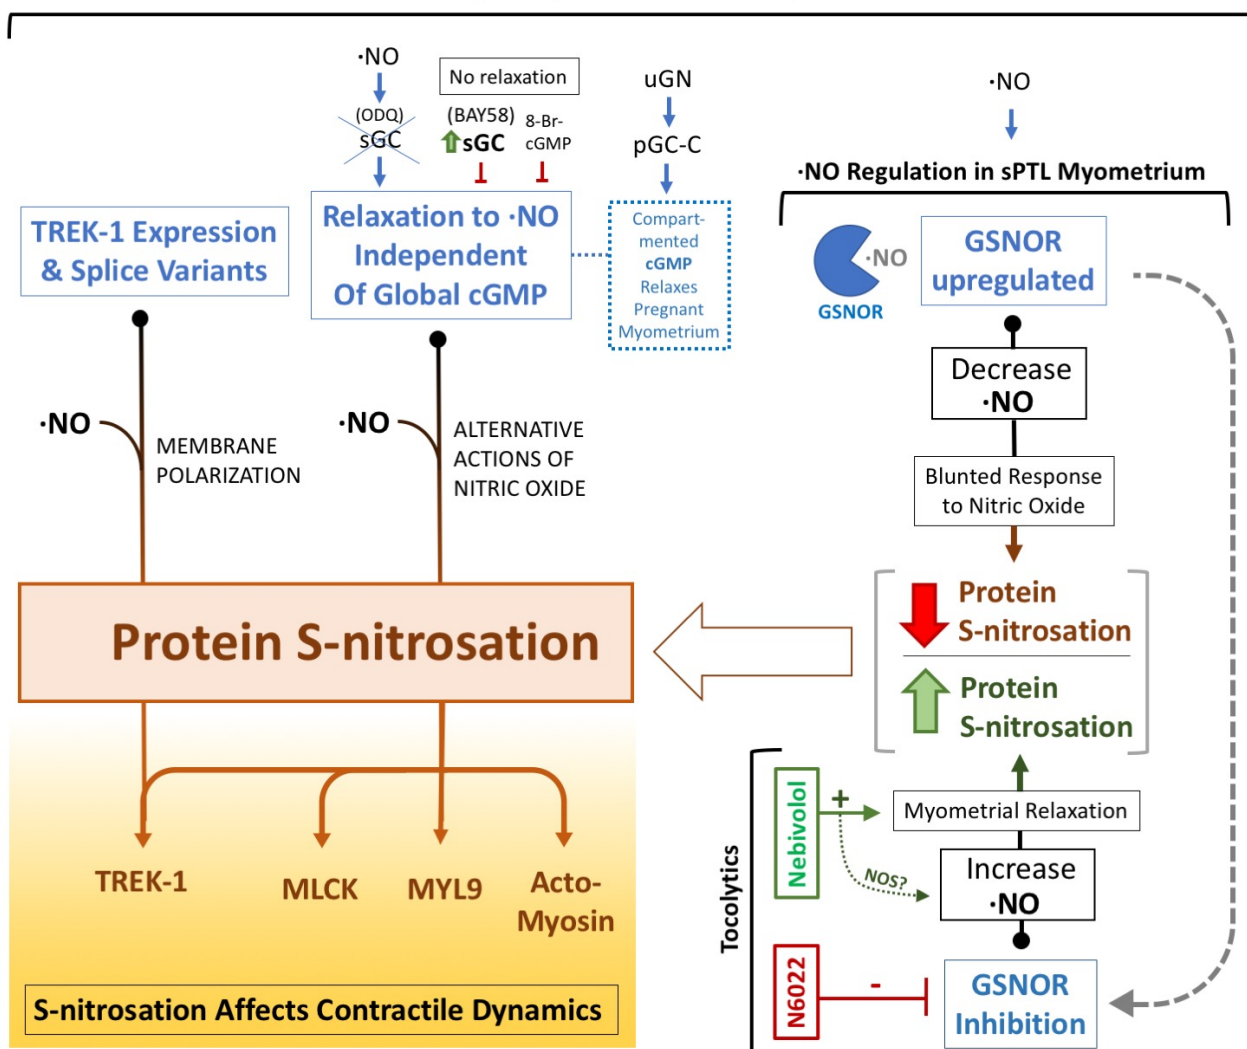 ·NO
(ODQ)
sGC
No relaxation
(BAY58)
sGC
8-Br-
cGMP
uGN
pGC-C
TREK-1 Expression
& Splice Variants
Relaxation to ·NO
Independent
Of Global cGMP
Compart-
mented
cGMP
Relaxes
Pregnant
Myometrium
·NO
MEMBRANE
POLARIZATION
·NO
ALTERNATIVE
ACTIONS OF
NITRIC OXIDE
Protein S-nitrosation
TREK-1
MLCK
MYL9
Acto-
Myosin
S-nitrosation Affects Contractile Dynamics
·NO
·NO Regulation in sPTL Myometrium
·NO
GSNOR
GSNOR
upregulated
Decrease
·NO
Blunted Response
to Nitric Oxide
Protein
S-nitrosation
Protein
S-nitrosation
Tocolytics
Nebivolol
+
NOS?
Myometrial Relaxation
Increase
·NO
N6022
-
GSNOR
Inhibition